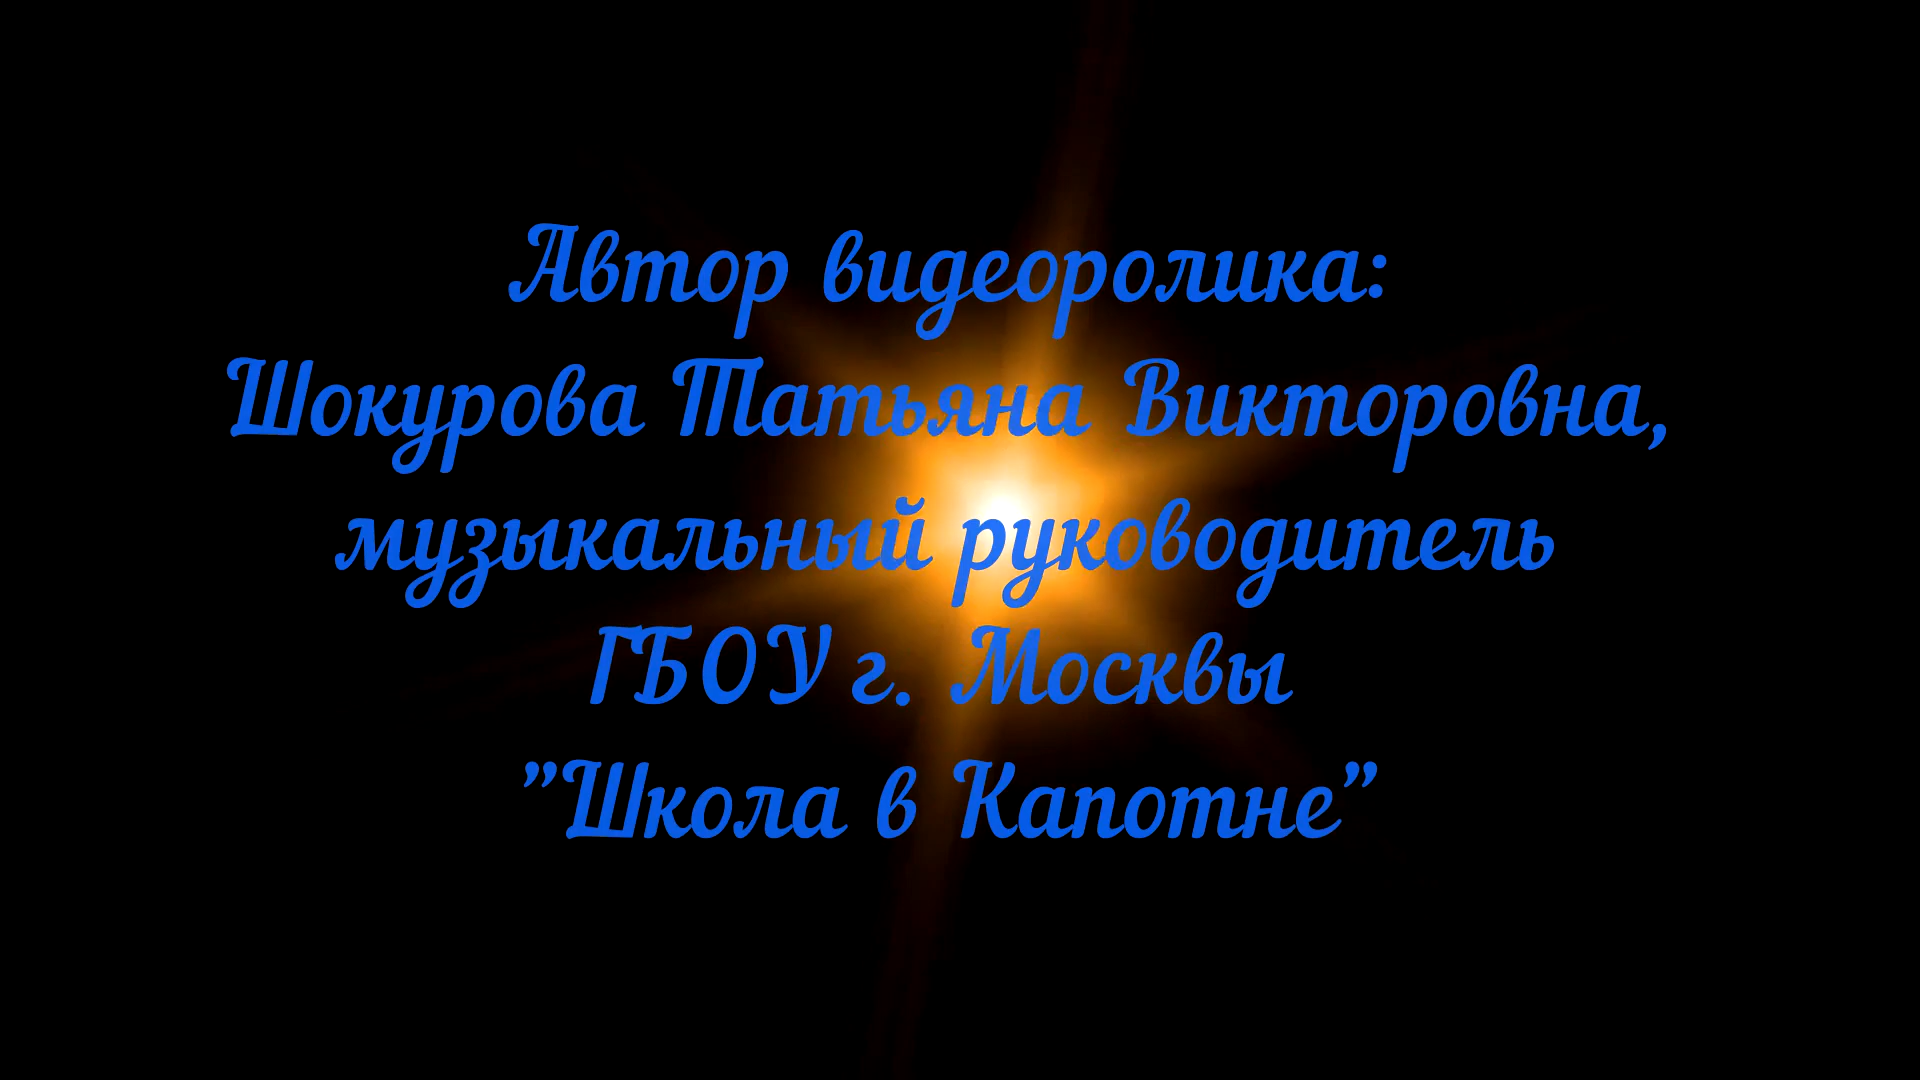 Автор видеоролика:
Шокурова Татьяна Викторовна,
музыкальный руководитель
ГБОУ г. Москвы
"Школа в Капотне"